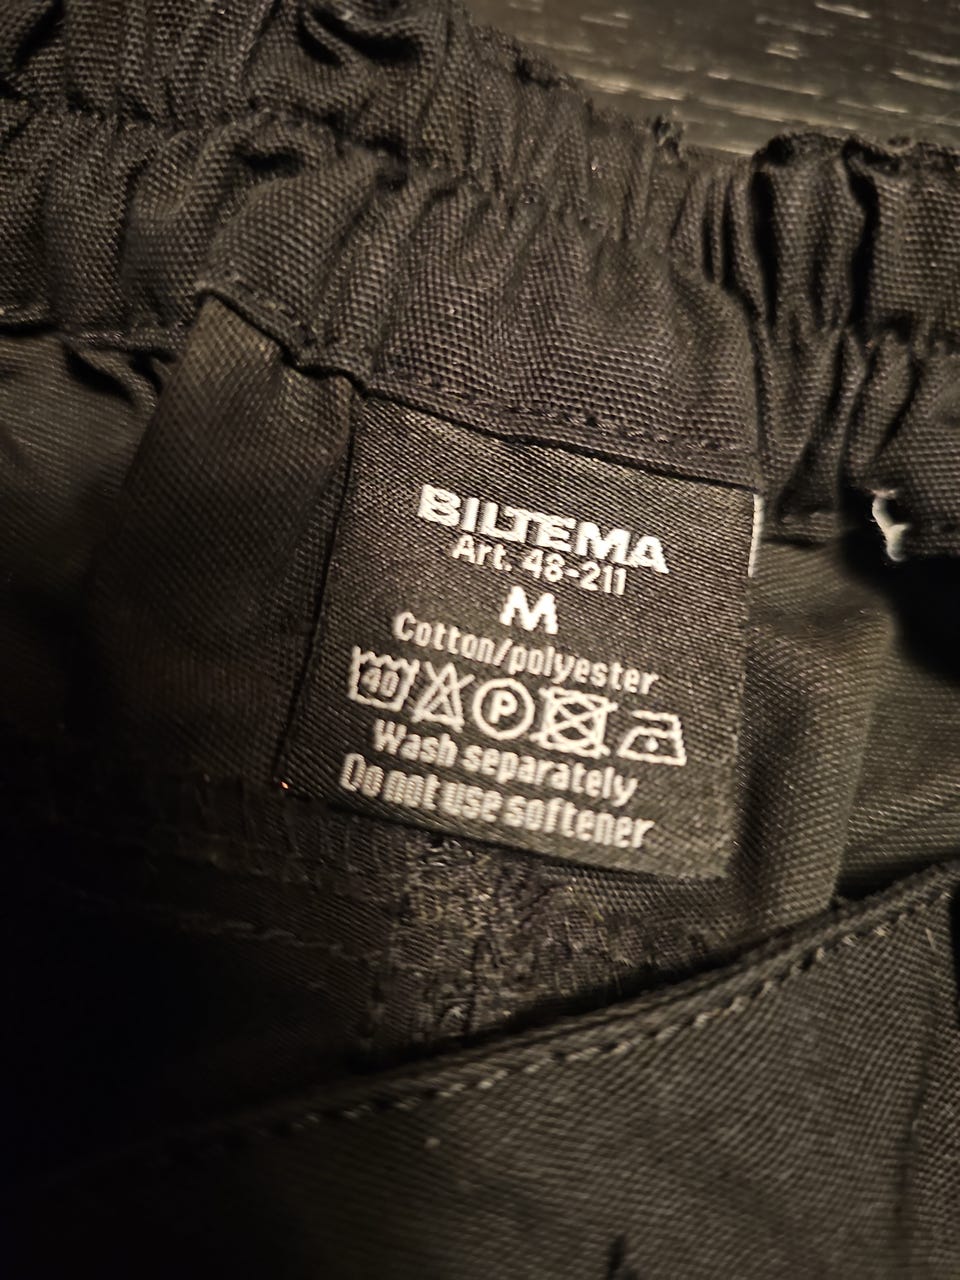 BILTEMA
Art. 48-211
M
Cotton/polyester
40 P
Wash separately
Do not use softener